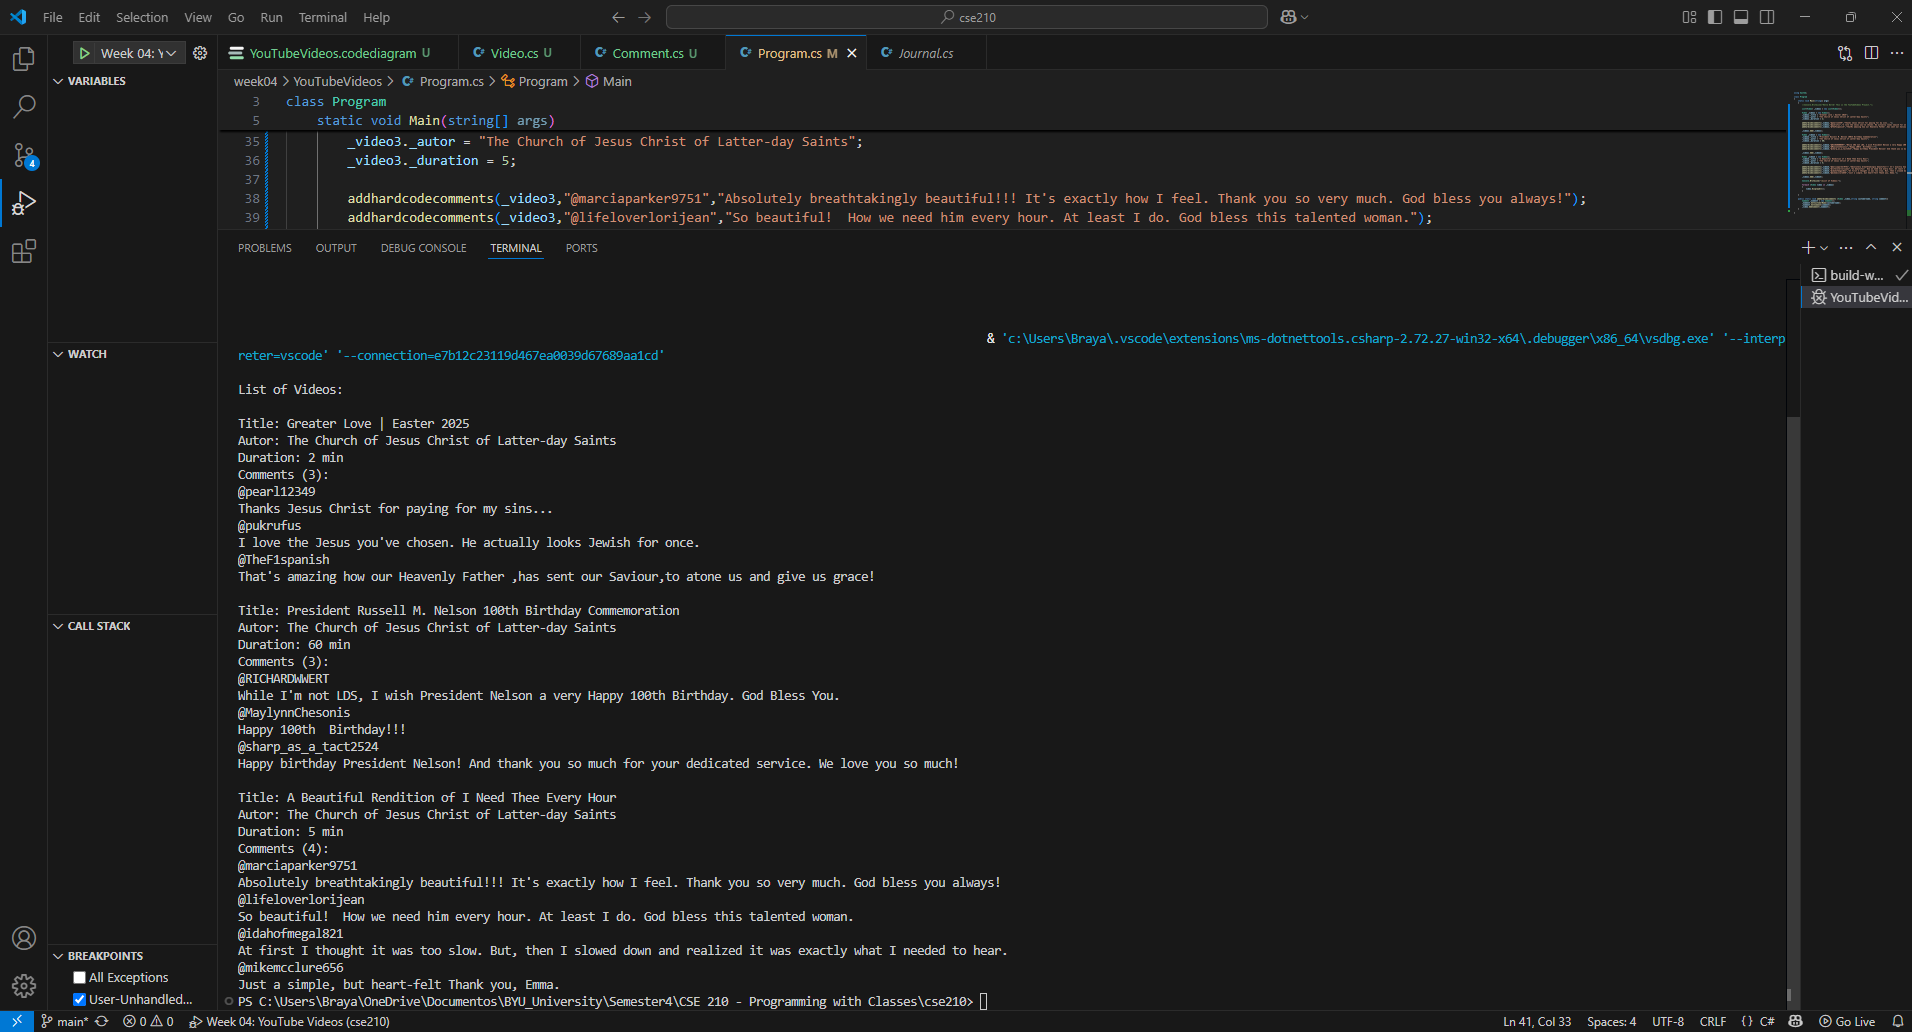 File Edit Selection View Go Run Terminal Help
cse210
Week 04: Y
YouTubeVideos.codediagram U
Video.cs U
Comment.cs U
Program.cs M
Journal.cs
VARIABLES
week04 > YouTubeVideos > Program.cs > Program > Main
3 class Program
5 static void Main(string[] args)
35 _video3._autor = "The Church of Jesus Christ of Latter-day Saints";
36 _video3._duration = 5;
37
38 addhardcodecomments(_video3,"@marciaparker9751","Absolutely breathtakingly beautiful!!! It's exactly how I feel. Thank you so very much. God bless you always!");
39 addhardcodecomments(_video3,"@lifeloverlorijean","So beautiful!  How we need him every hour. At least I do. God bless this talented woman.");
PROBLEMS OUTPUT DEBUG CONSOLE TERMINAL PORTS
build-w...
YouTubeVid...
& 'c:\Users\Braya\.vscode\extensions\ms-dotnettools.csharp-2.72.27-win32-x64\.debugger\x86_64\vsdbg.exe' '--interp
reter=vscode' '--connection=e7b12c23119d467ea0039d67689aa1cd'
WATCH
List of Videos:
Title: Greater Love | Easter 2025
Autor: The Church of Jesus Christ of Latter-day Saints
Duration: 2 min
Comments (3):
@pearl12349
Thanks Jesus Christ for paying for my sins...
@pukrufus
I love the Jesus you've chosen. He actually looks Jewish for once.
@TheF1spanish
That's amazing how our Heavenly Father ,has sent our Saviour,to atone us and give us grace!
Title: President Russell M. Nelson 100th Birthday Commemoration
Autor: The Church of Jesus Christ of Latter-day Saints
Duration: 60 min
Comments (3):
@RICHARDWWERT
While I'm not LDS, I wish President Nelson a very Happy 100th Birthday. God Bless You.
@MaylynnChesonis
Happy 100th  Birthday!!!
@sharp_as_a_tact2524
Happy birthday President Nelson! And thank you so much for your dedicated service. We love you so much!
Title: A Beautiful Rendition of I Need Thee Every Hour
Autor: The Church of Jesus Christ of Latter-day Saints
Duration: 5 min
Comments (4):
@marciaparker9751
Absolutely breathtakingly beautiful!!! It's exactly how I feel. Thank you so very much. God bless you always!
@lifeloverlorijean
So beautiful!  How we need him every hour. At least I do. God bless this talented woman.
@idahofmegal821
At first I thought it was too slow. But, then I slowed down and realized it was exactly what I needed to hear.
@mikemcclure656
Just a simple, but heart-felt Thank you, Emma.
PS C:\Users\Braya\OneDrive\Documentos\BYU_University\Semester4\CSE 210 - Programming with Classes\cse210>
CALL STACK
BREAKPOINTS
All Exceptions
User-Unhandled...
4
main* 0 0 Week 04: YouTube Videos (cse210)
Ln 41, Col 33 Spaces: 4 UTF-8 CRLF {} C# Go Live